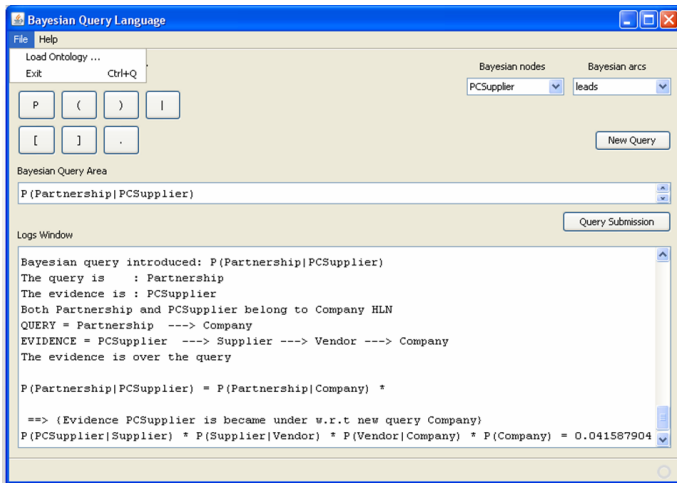 Bayesian Query Language
File Help
Load Ontology ...
Exit Ctrl+Q
Bayesian nodes Bayesian arcs
PCSupplier leads
P ( ) |
[ ] .
New Query
Bayesian Query Area
P(Partnership|PCSupplier)
Query Submission
Logs Window
Bayesian query introduced: P(Partnership|PCSupplier)
The query is : Partnership
The evidence is : PCSupplier
Both Partnership and PCSupplier belong to Company HLN
QUERY = Partnership ---> Company
EVIDENCE = PCSupplier ---> Supplier ---> Vendor ---> Company
The evidence is over the query
P(Partnership|PCSupplier) = P(Partnership|Company) *
==> (Evidence PCSupplier is became under w.r.t new query Company)
P(PCSupplier|Supplier) * P(Supplier|Vendor) * P(Vendor|Company) * P(Company) = 0.041587904